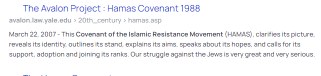 The Avalon Project : Hamas Covenant 1988
avalon.law.yale.edu › 20th_century › hamas.asp
March 22, 2007 - This Covenant of the Islamic Resistance Movement (HAMAS), clarifies its picture,
reveals its identity, outlines its stand, explains its aims, speaks about its hopes, and calls for its
support, adoption and joining its ranks. Our struggle against the Jews is very great and very serious.